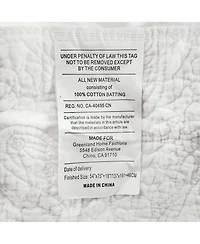 UNDER PENALTY OF LAW THIS TAG
NOT TO BE REMOVED EXCEPT
BY THE CONSUMER
ALL NEW MATERIAL
consisting of
100% COTTON BATTING
REG. NO. CA-40495 CN
Certification is made by the manufacturer
that the materials in this article are
described in accordance with law.
MADE FOR
Greenland Home Fashions
5548 Edison Avenue
Chino, CA 91710
Date of Delivery:
Finished Size:
MADE IN CHINA